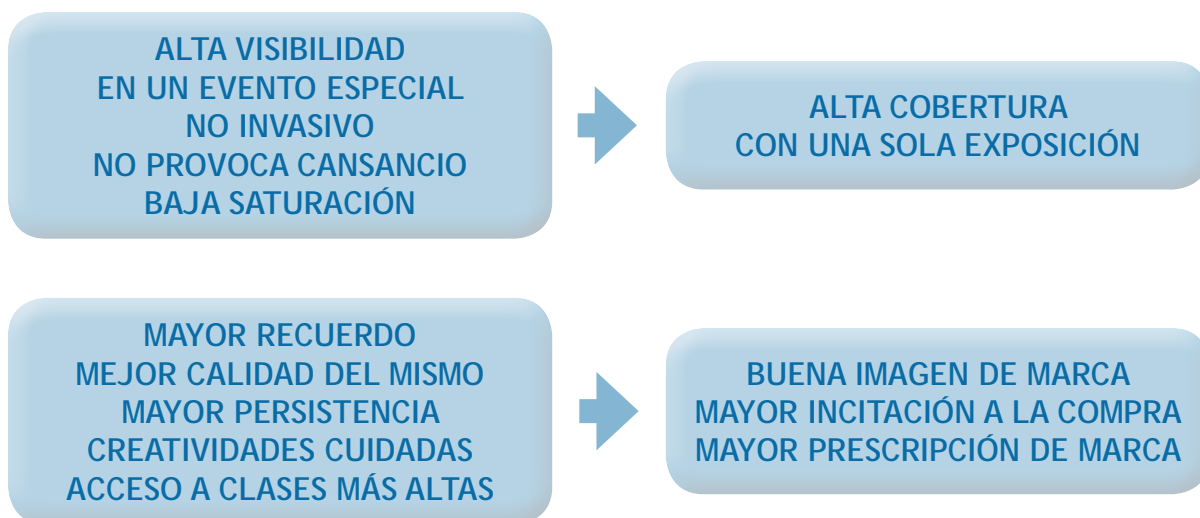 ALTA VISIBILIDAD
EN UN EVENTO ESPECIAL
NO INVASIVO
NO PROVOCA CANSANCIO
BAJA SATURACIÓN
ALTA COBERTURA
CON UNA SOLA EXPOSICIÓN
MAYOR RECUERDO
MEJOR CALIDAD DEL MISMO
MAYOR PERSISTENCIA
CREATIVIDADES CUIDADAS
ACCESO A CLASES MÁS ALTAS
BUENA IMAGEN DE MARCA
MAYOR INCITACIÓN A LA COMPRA
MAYOR PRESCRIPCIÓN DE MARCA